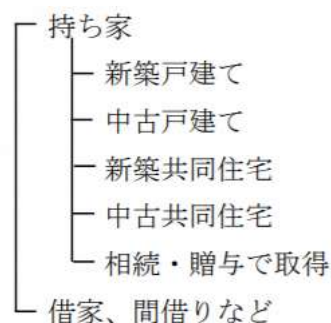 持ち家
新築戸建て
中古戸建て
新築共同住宅
中古共同住宅
相続・贈与で取得
借家、間借りなど